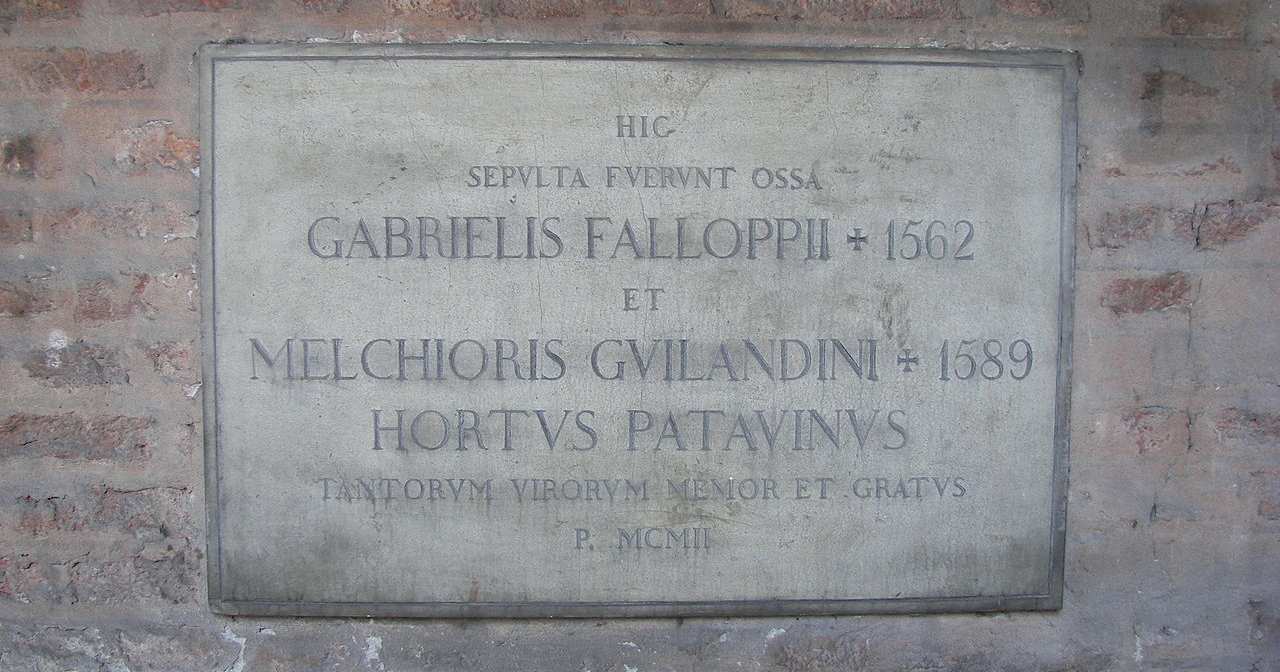 HIC
SEPVLTA FVERVNT OSSA
GABRIELIS FALLOPPII + 1562
ET
MELCHIORIS GVILANDINI + 1589
HORTVS PATAVINVS
TANTORVM VIRORVM MEMOR ET GRATVS
P. MCMII